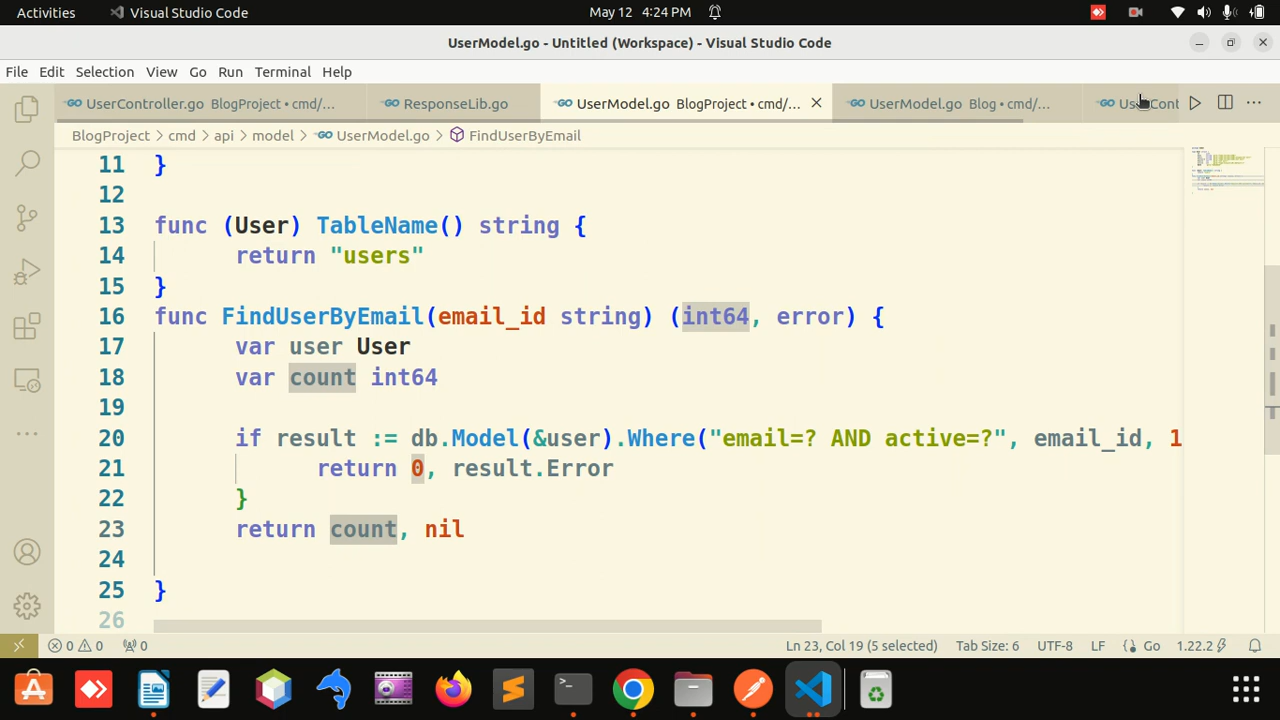 Activities Visual Studio Code May 12 4:24 PM
UserModel.go - Untitled (Workspace) - Visual Studio Code
File Edit Selection View Go Run Terminal Help
UserController.go BlogProject • cmd/... ResponseLib.go UserModel.go BlogProject • cmd/... UserModel.go Blog • cmd/...
BlogProject > cmd > api > model > UserModel.go > FindUserByEmail
11 }
12
13 func (User) TableName() string {
14 return "users"
15 }
16 func FindUserByEmail(email_id string) (int64, error) {
17 var user User
18 var count int64
19
20 if result := db.Model(&user).Where("email=? AND active=?", email_id, 1
21 return 0, result.Error
22 }
23 return count, nil
24
25 }
26
0 0 0 Ln 23, Col 19 (5 selected) Tab Size: 6 UTF-8 LF Go 1.22.2